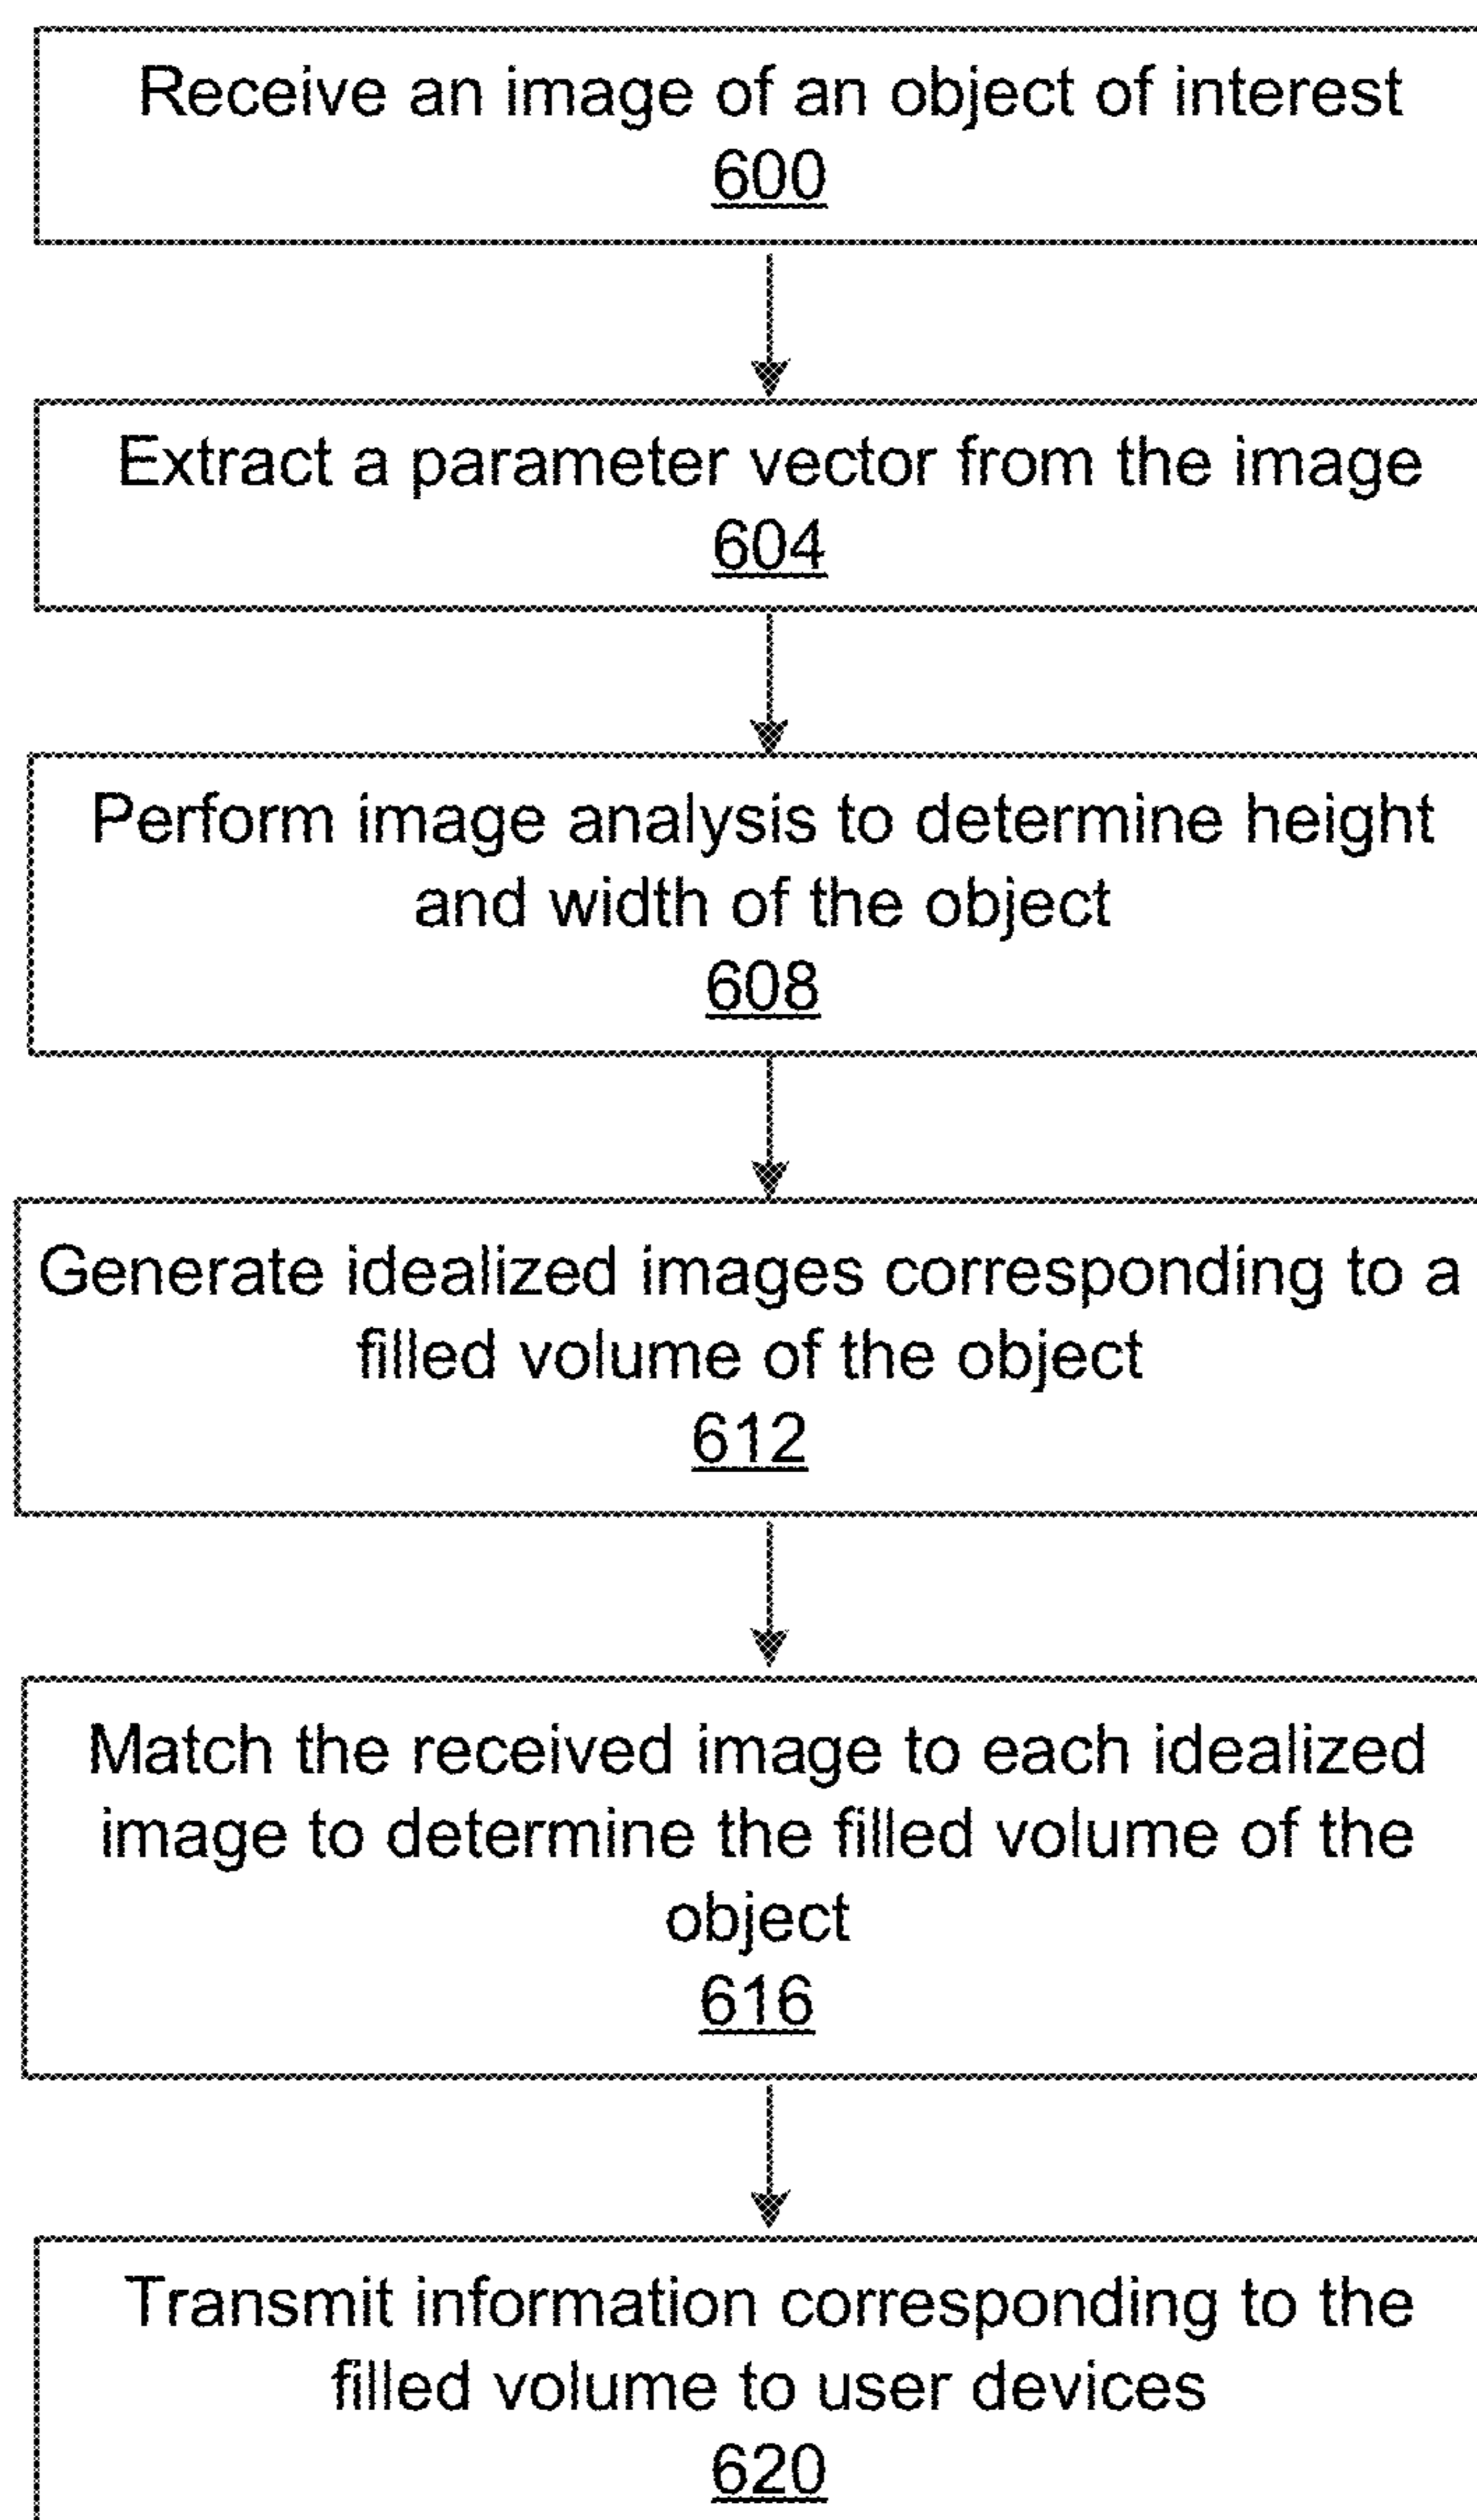 Receive an image of an object of interest
600
Extract a parameter vector from the image
604
Perform image analysis to determine height
and width of the object
608
Generate idealized images corresponding to a
filled volume of the object
612
Match the received image to each idealized
image to determine the filled volume of the
object
616
Transmit information corresponding to the
filled volume to user devices
620